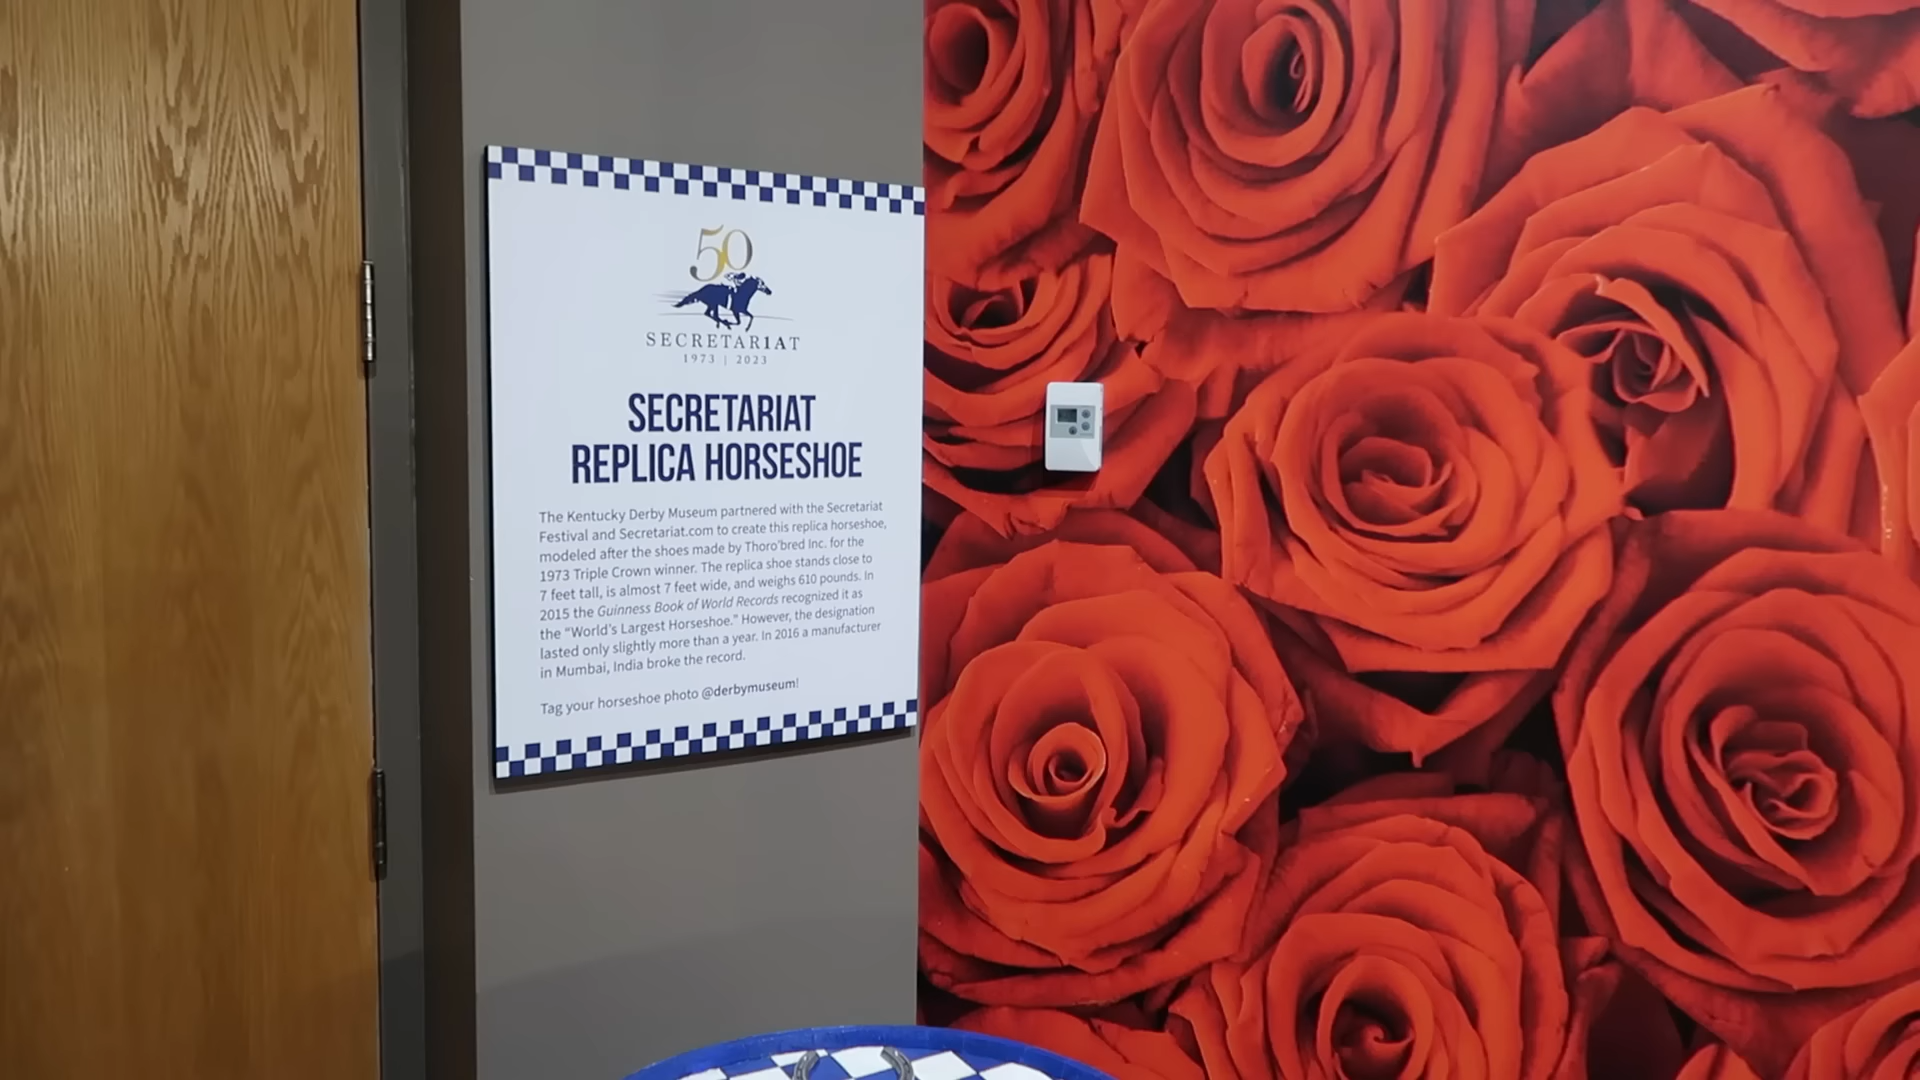 50
SECRETAR1AT
1973 | 2023
SECRETARIAT
REPLICA HORSESHOE
The Kentucky Derby Museum partnered with the Secretariat
Festival and Secretariat.com to create this replica horseshoe,
modeled after the shoes made by Thoro'bred Inc. for the
1973 Triple Crown winner. The replica shoe stands close to
7 feet tall, is almost 7 feet wide, and weighs 610 pounds. In
2015 the Guinness Book of World Records recognized it as
the “World's Largest Horseshoe.” However, the designation
lasted only slightly more than a year. In 2016 a manufacturer
in Mumbai, India broke the record.
Tag your horseshoe photo @derbymuseum!